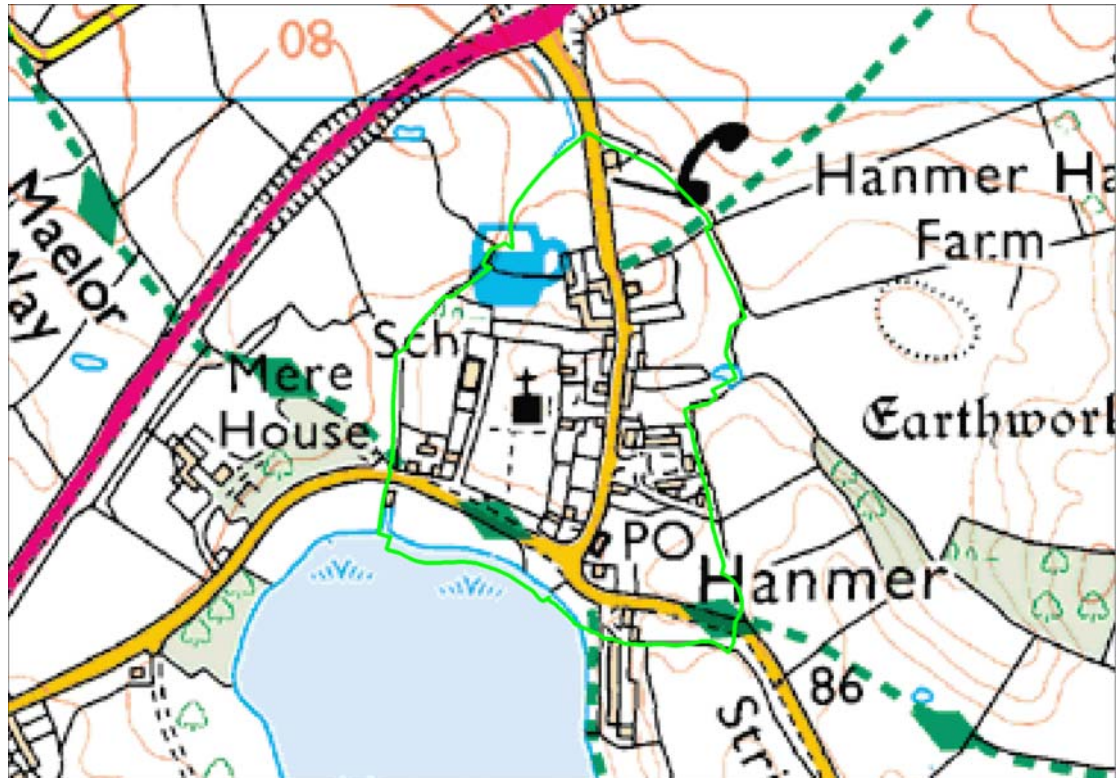 08
Maelor
Way
Hanmer Ha
Farm
Sch
Mere
House
Earthwork
PO
Hanmer
86
Stri